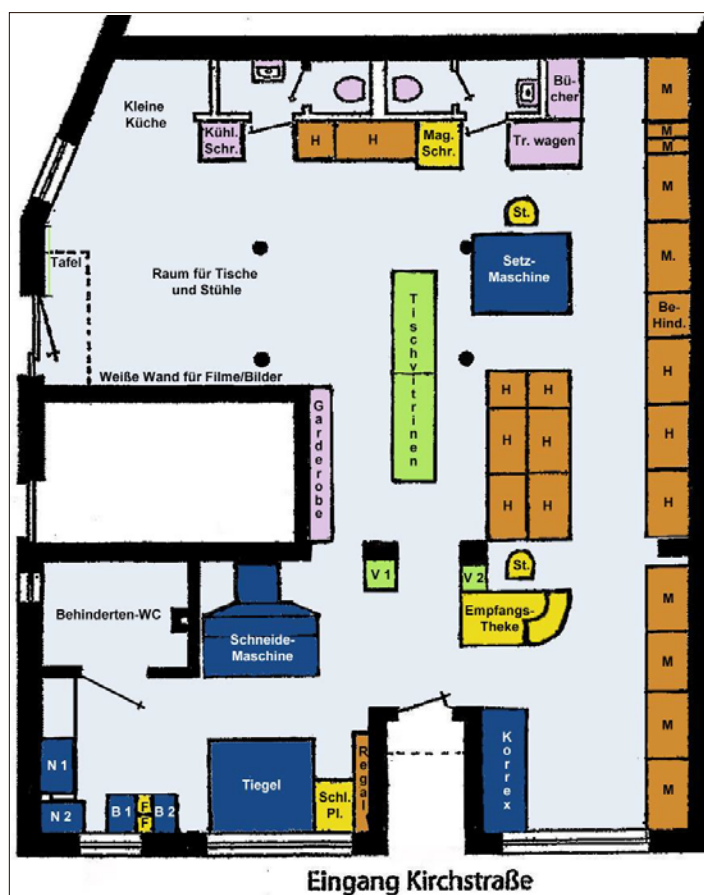 Bü-
cher
M
Kleine
Küche
Kühl.
Schr.
H
H
Mag.
Schr.
Tr. wagen
M
M
M
St.
Tafel
Raum für Tische
und Stühle
Setz-
Maschine
M.
Be-
Hind.
Tischvitrinen
Weiße Wand für Filme/Bilder
Garderobe
H
H
H
H
H
H
H
H
H
V 1
V 2
St.
Behinderten-WC
Schneide-
Maschine
Empfangs-
Theke
M
M
M
M
N 1
N 2
B 1
F
F
B 2
Tiegel
Schl.
Pl.
Regal
Korrex
Eingang Kirchstraße